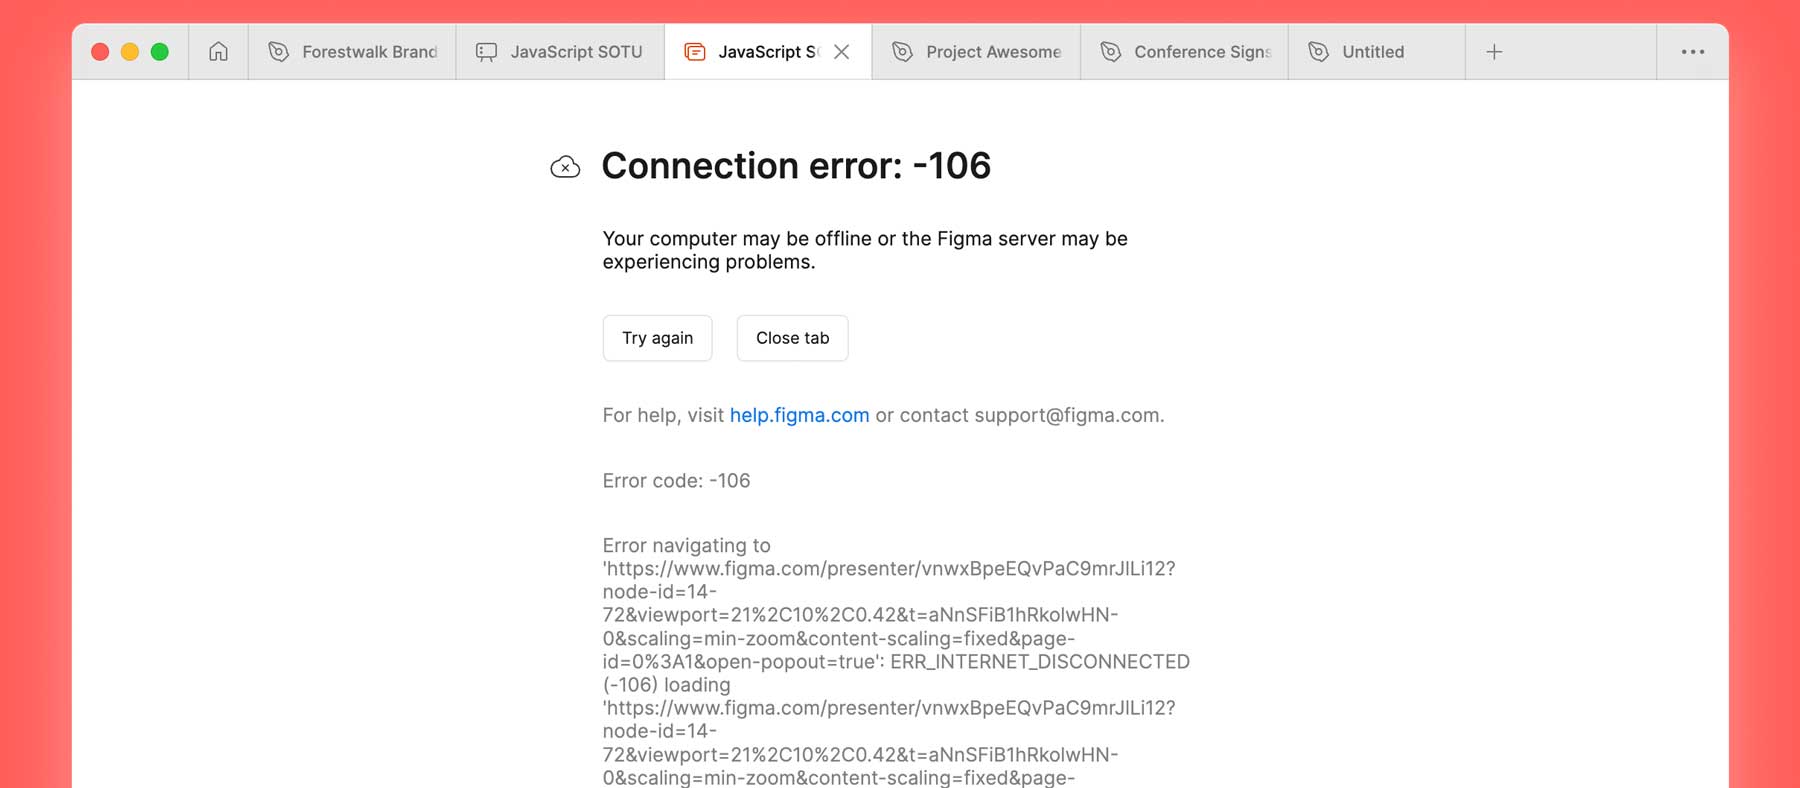 Forestwalk Brand
JavaScript SOTU
JavaScript SO
Project Awesome
Conference Signs
Untitled
Connection error: -106
Your computer may be offline or the Figma server may be
experiencing problems.
Try again
Close tab
For help, visit help.figma.com or contact support@figma.com.
Error code: -106
Error navigating to
'https://www.figma.com/presenter/vnwxBpeEQvPaC9mrJlLi12?
node-id=14-
72&viewport=21%2C10%2C0.42&t=aNnSFiB1hRkolwHN-
0&scaling=min-zoom&content-scaling=fixed&page-
id=0%3A1&open-popout=true': ERR_INTERNET_DISCONNECTED
(-106) loading
'https://www.figma.com/presenter/vnwxBpeEQvPaC9mrJlLi12?
node-id=14-
72&viewport=21%2C10%2C0.42&t=aNnSFiB1hRkolwHN-
0&scaling=min-zoom&content-scaling=fixed&page-